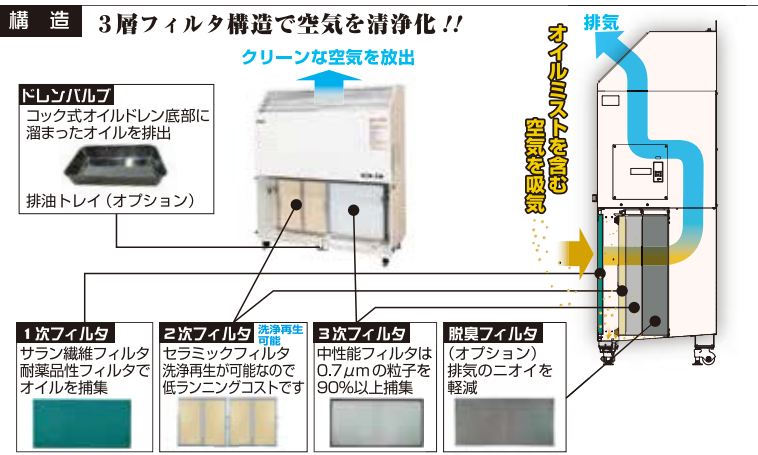 構造 3層フィルタ構造で空気を清浄化!!
クリーンな空気を放出
排気
オイルミストを含む
空気を吸気
ドレンバルブ
コック式オイルドレン底部に
溜まったオイルを排出
排油トレイ(オプション)
1次フィルタ
サラン繊維フィルタ
耐薬品性フィルタで
オイルを捕集
2次フィルタ
洗浄再生
可能
セラミックフィルタ
洗浄再生が可能なので
低ランニングコストです
3次フィルタ
中性能フィルタは
0.7μmの粒子を
90%以上捕集
脱臭フィルタ
(オプション)
排気のニオイを
軽減